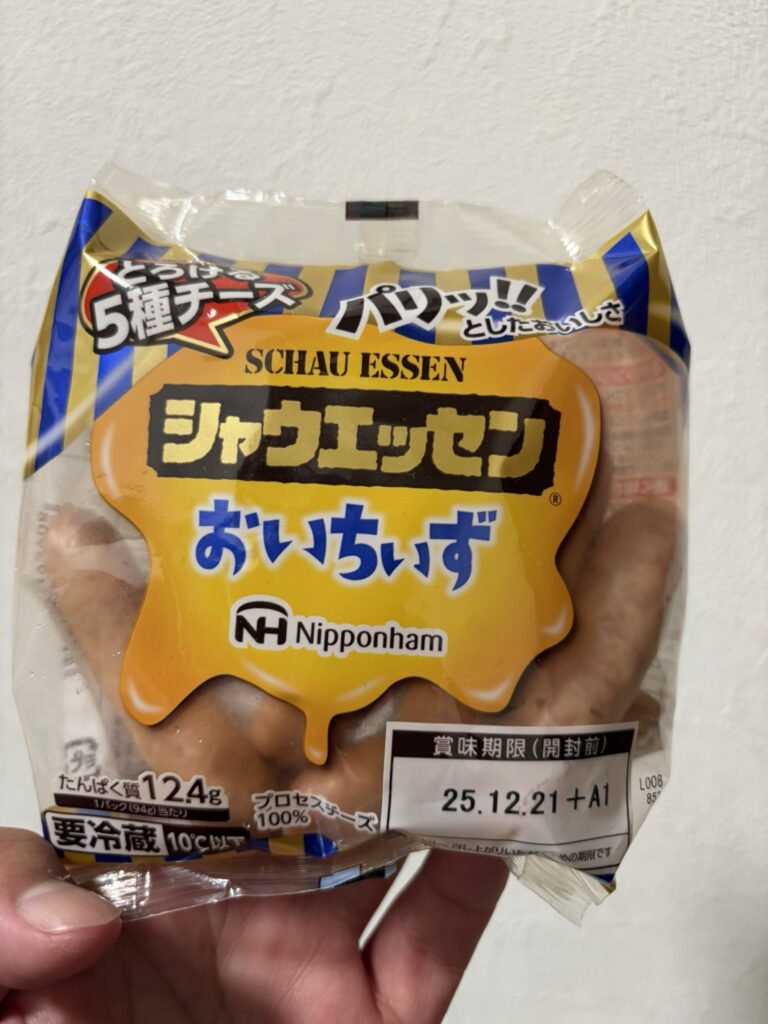 とろける
5種チーズ
パリッ!!
としたおいしさ
SCHAU ESSEN
シャウエッセン
®
おいちぃず
NH Nipponham
賞味期限(開封前)
25.12.21+A1
L008
たんぱく質12.4g
1パック(94g)当たり
プロセスチーズ
100%
要冷蔵 10℃以下